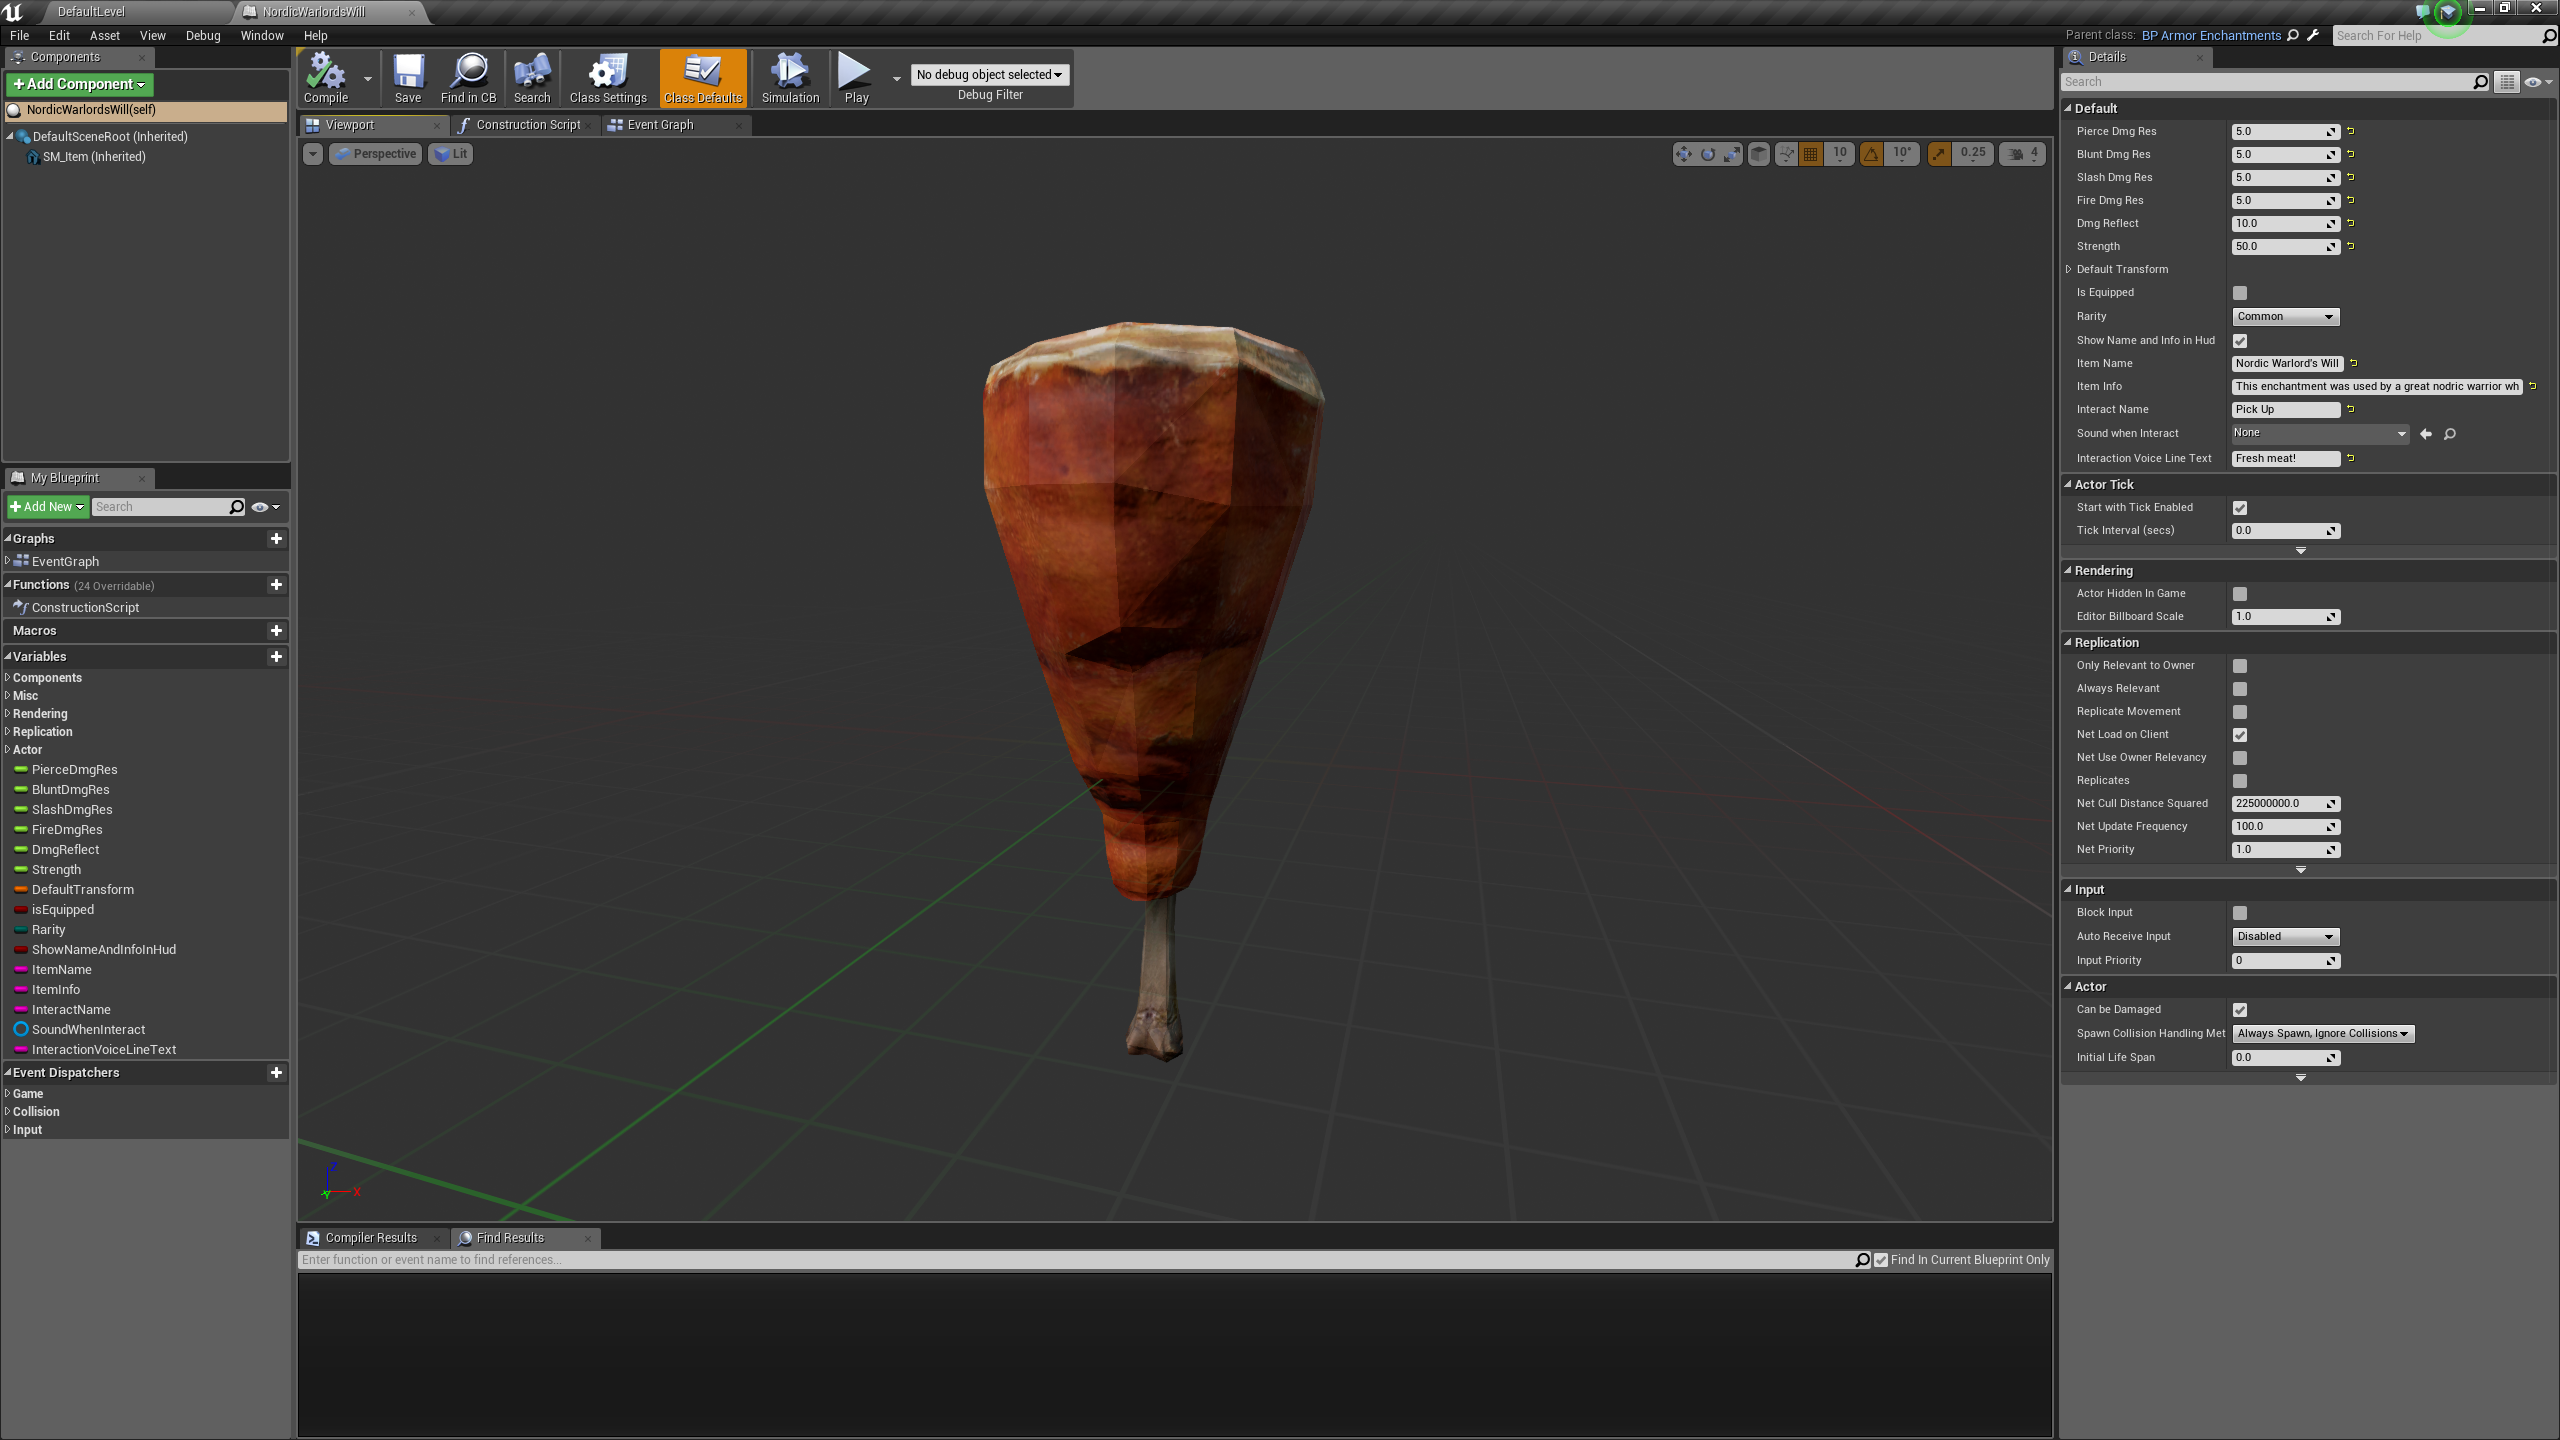 DefaultLevel
NordicWarlordsWill
File Edit Asset View Debug Window Help
Parent class: BP Armor Enchantments
Search For Help
Components
+Add Component
NordicWarlordsWill(self)
DefaultSceneRoot (Inherited)
SM_Item (Inherited)
My Blueprint
+Add New
Search
Graphs
EventGraph
Functions (24 Overridable)
ConstructionScript
Macros
Variables
Components
Misc
Rendering
Replication
Actor
PierceDmgRes
BluntDmgRes
SlashDmgRes
FireDmgRes
DmgReflect
Strength
DefaultTransform
isEquipped
Rarity
ShowNameAndInfoInHud
ItemName
ItemInfo
InteractName
SoundWhenInteract
InteractionVoiceLineText
Event Dispatchers
Game
Collision
Input
Compile
Save
Find in CB
Search
Class Settings
Class Defaults
Simulation
Play
No debug object selected
Debug Filter
Viewport
Construction Script
Event Graph
Perspective
Lit
10
10°
0.25
4
Z
X
Y
Compiler Results
Find Results
Enter function or event name to find references...
Find In Current Blueprint Only
Details
Search
Default
Pierce Dmg Res 5.0
Blunt Dmg Res 5.0
Slash Dmg Res 5.0
Fire Dmg Res 5.0
Dmg Reflect 10.0
Strength 50.0
Default Transform
Is Equipped
Rarity Common
Show Name and Info in Hud
Item Name Nordic Warlord's Will
Item Info This enchantment was used by a great nodric warrior wh
Interact Name Pick Up
Sound when Interact None
Interaction Voice Line Text Fresh meat!
Actor Tick
Start with Tick Enabled
Tick Interval (secs) 0.0
Rendering
Actor Hidden In Game
Editor Billboard Scale 1.0
Replication
Only Relevant to Owner
Always Relevant
Replicate Movement
Net Load on Client
Net Use Owner Relevancy
Replicates
Net Cull Distance Squared 225000000.0
Net Update Frequency 100.0
Net Priority 1.0
Input
Block Input
Auto Receive Input Disabled
Input Priority 0
Actor
Can be Damaged
Spawn Collision Handling Met Always Spawn, Ignore Collisions
Initial Life Span 0.0